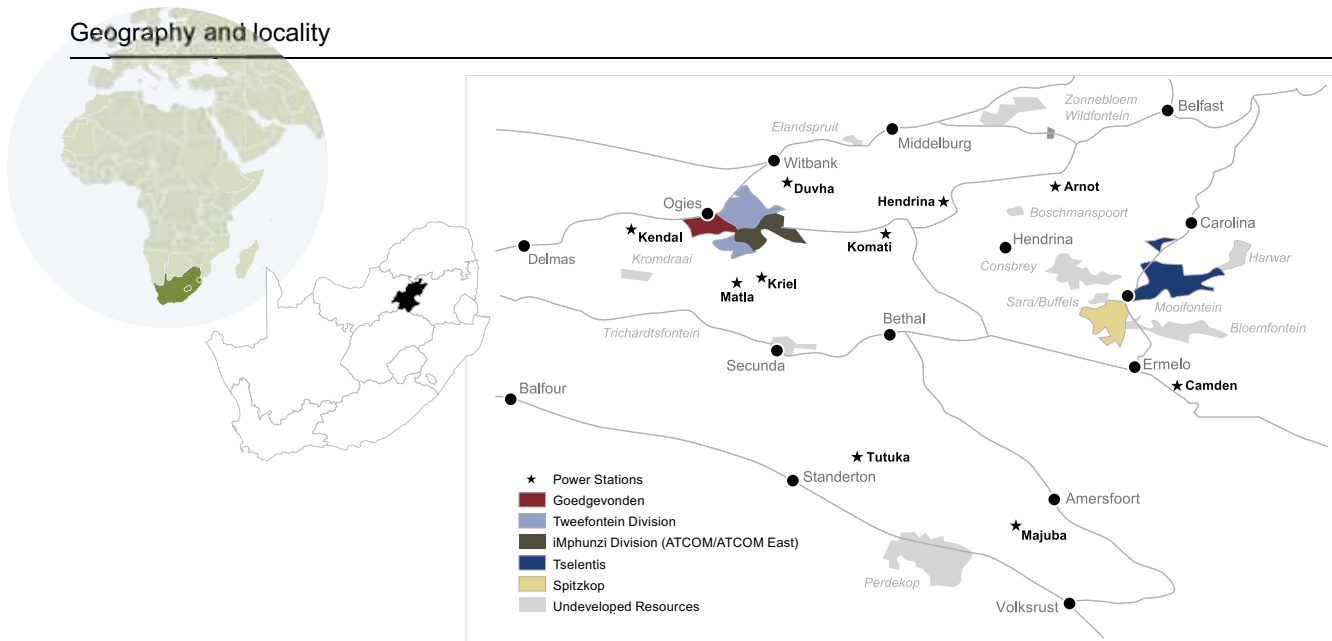 Geography and locality
Zonnebloem
Wildfontein
Belfast
Elandspruit
Middelburg
Witbank
Duvha
Arnot
Hendrina
Ogies
Boschmanspoort
Carolina
Kendal
Komati
Hendrina
Delmas
Kromdraai
Consbrey
Harwar
Kriel
Matla
Sara/Buffels
Mooifontein
Trichardtsfontein
Bethal
Bloemfontein
Secunda
Ermelo
Balfour
Camden
Tutuka
Standerton
Amersfoort
Majuba
Perdekop
Volksrust
Power Stations
Goedgevonden
Tweefontein Division
iMphunzi Division (ATCOM/ATCOM East)
Tselentis
Spitzkop
Undeveloped Resources